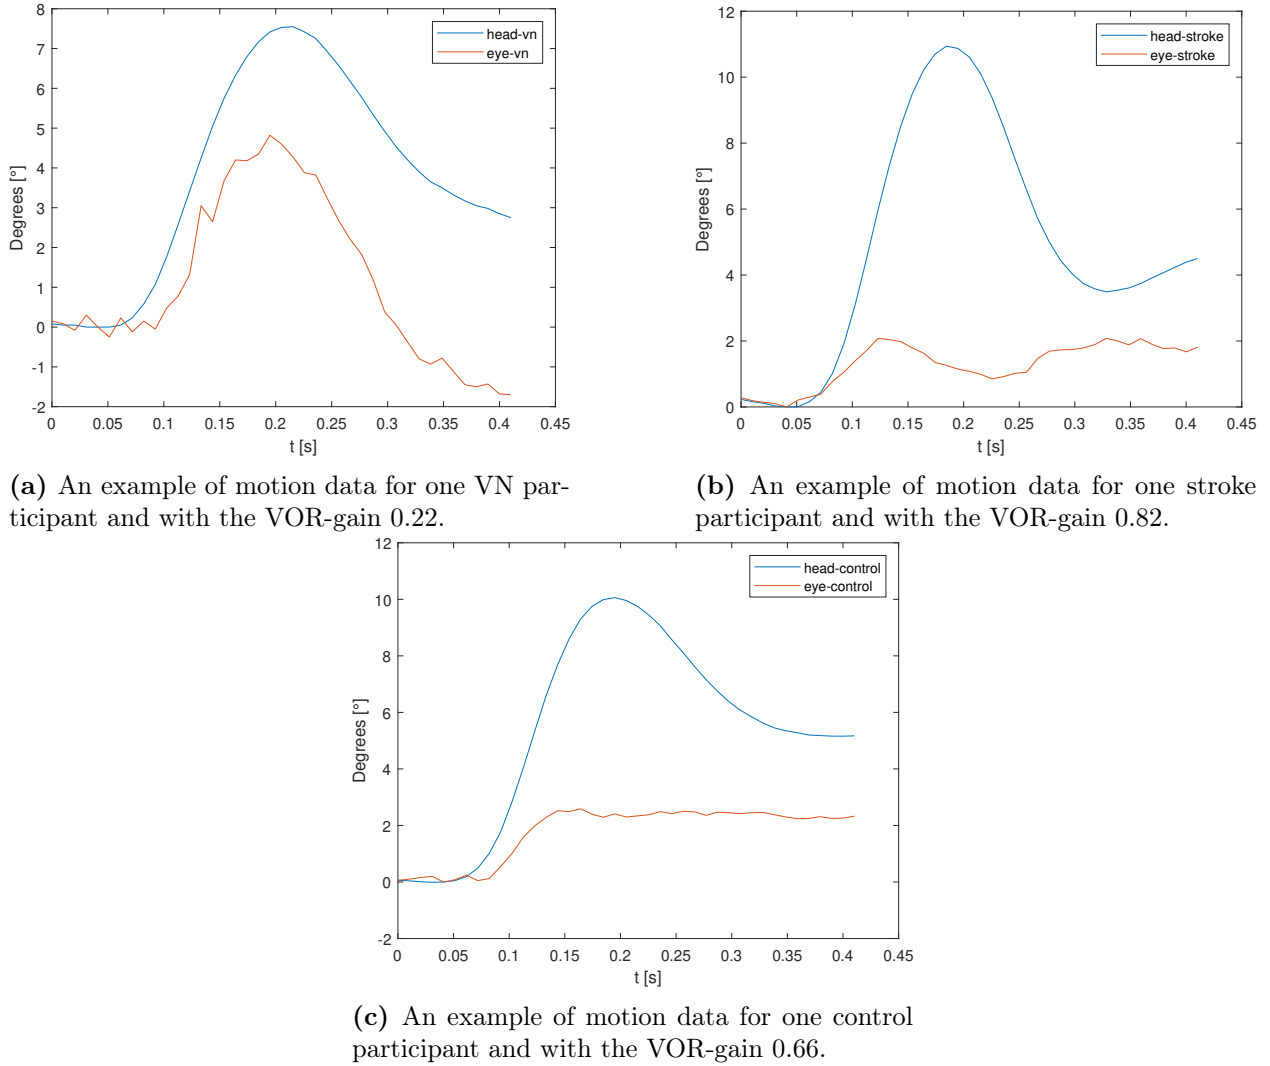 8
7
6
5
4
3
2
1
0
-1
-2
Degrees [°]
head-vn
eye-vn
0 0.05 0.1 0.15 0.2 0.25 0.3 0.35 0.4 0.45
t [s]
(a) An example of motion data for one VN par-
ticipant and with the VOR-gain 0.22.
12
10
8
6
4
2
0
Degrees [°]
head-stroke
eye-stroke
0 0.05 0.1 0.15 0.2 0.25 0.3 0.35 0.4 0.45
t [s]
(b) An example of motion data for one stroke
participant and with the VOR-gain 0.82.
12
10
8
6
4
2
0
-2
Degrees [°]
head-control
eye-control
0 0.05 0.1 0.15 0.2 0.25 0.3 0.35 0.4 0.45
t [s]
(c) An example of motion data for one control
participant and with the VOR-gain 0.66.